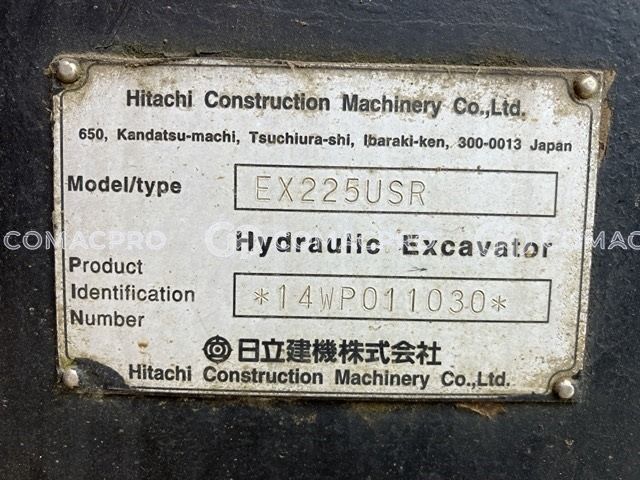 Hitachi Construction Machinery Co.,Ltd.
650, Kandatsu-machi, Tsuchiura-shi, Ibaraki-ken, 300-0013 Japan
Model/type EX225USR
COMACPRO
Hydraulic Excavator
COMACPRO
Product
Identification
Number
*14WP011030*
日立建機株式会社
Hitachi Construction Machinery Co.,Ltd.